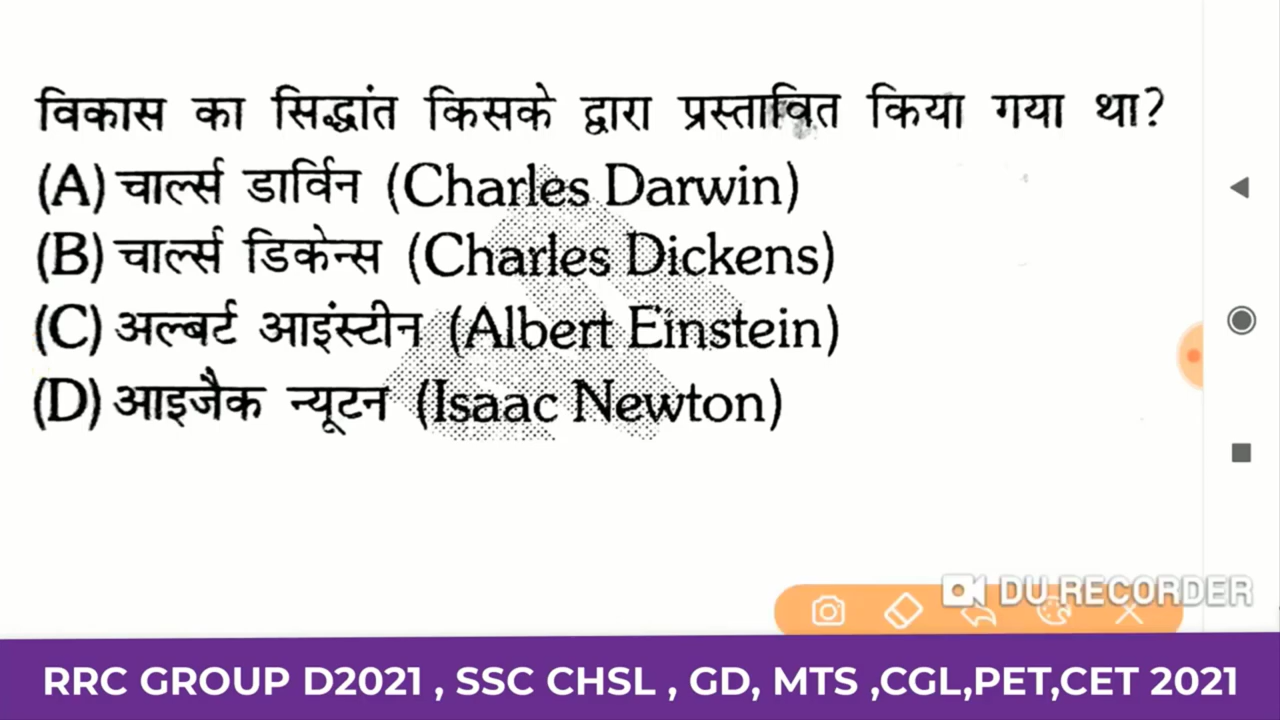 विकास का सिद्धांत किसके द्वारा प्रस्तावित किया गया था?
(A) चार्ल्स डार्विन (Charles Darwin)
(B) चार्ल्स डिकेन्स (Charles Dickens)
(C) अल्बर्ट आइंस्टीन (Albert Einstein)
(D) आइजैक न्यूटन (Isaac Newton)
DU RECORDER
RRC GROUP D2021 , SSC CHSL , GD, MTS ,CGL,PET,CET 2021